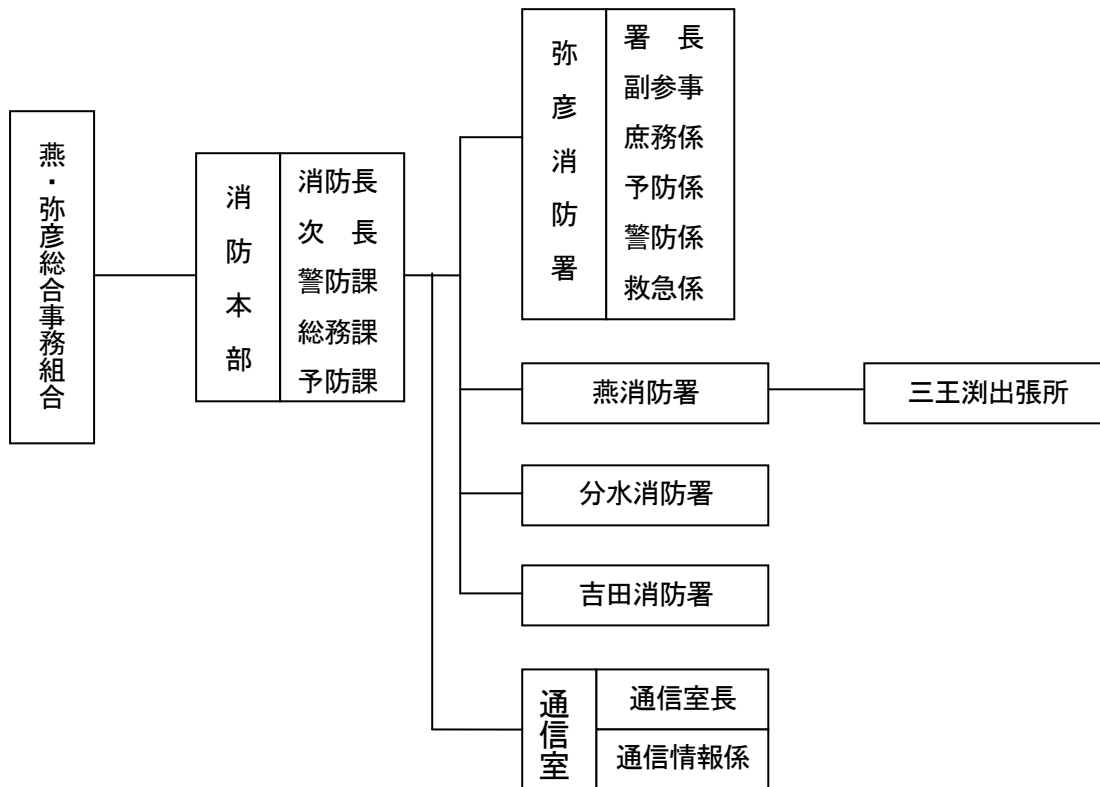 燕・弥彦総合事務組合
消防本部
消防長
次　長
警防課
総務課
予防課
弥彦消防署
署　長
副参事
庶務係
予防係
警防係
救急係
燕消防署
三王渕出張所
分水消防署
吉田消防署
通信室
通信室長
通信情報係